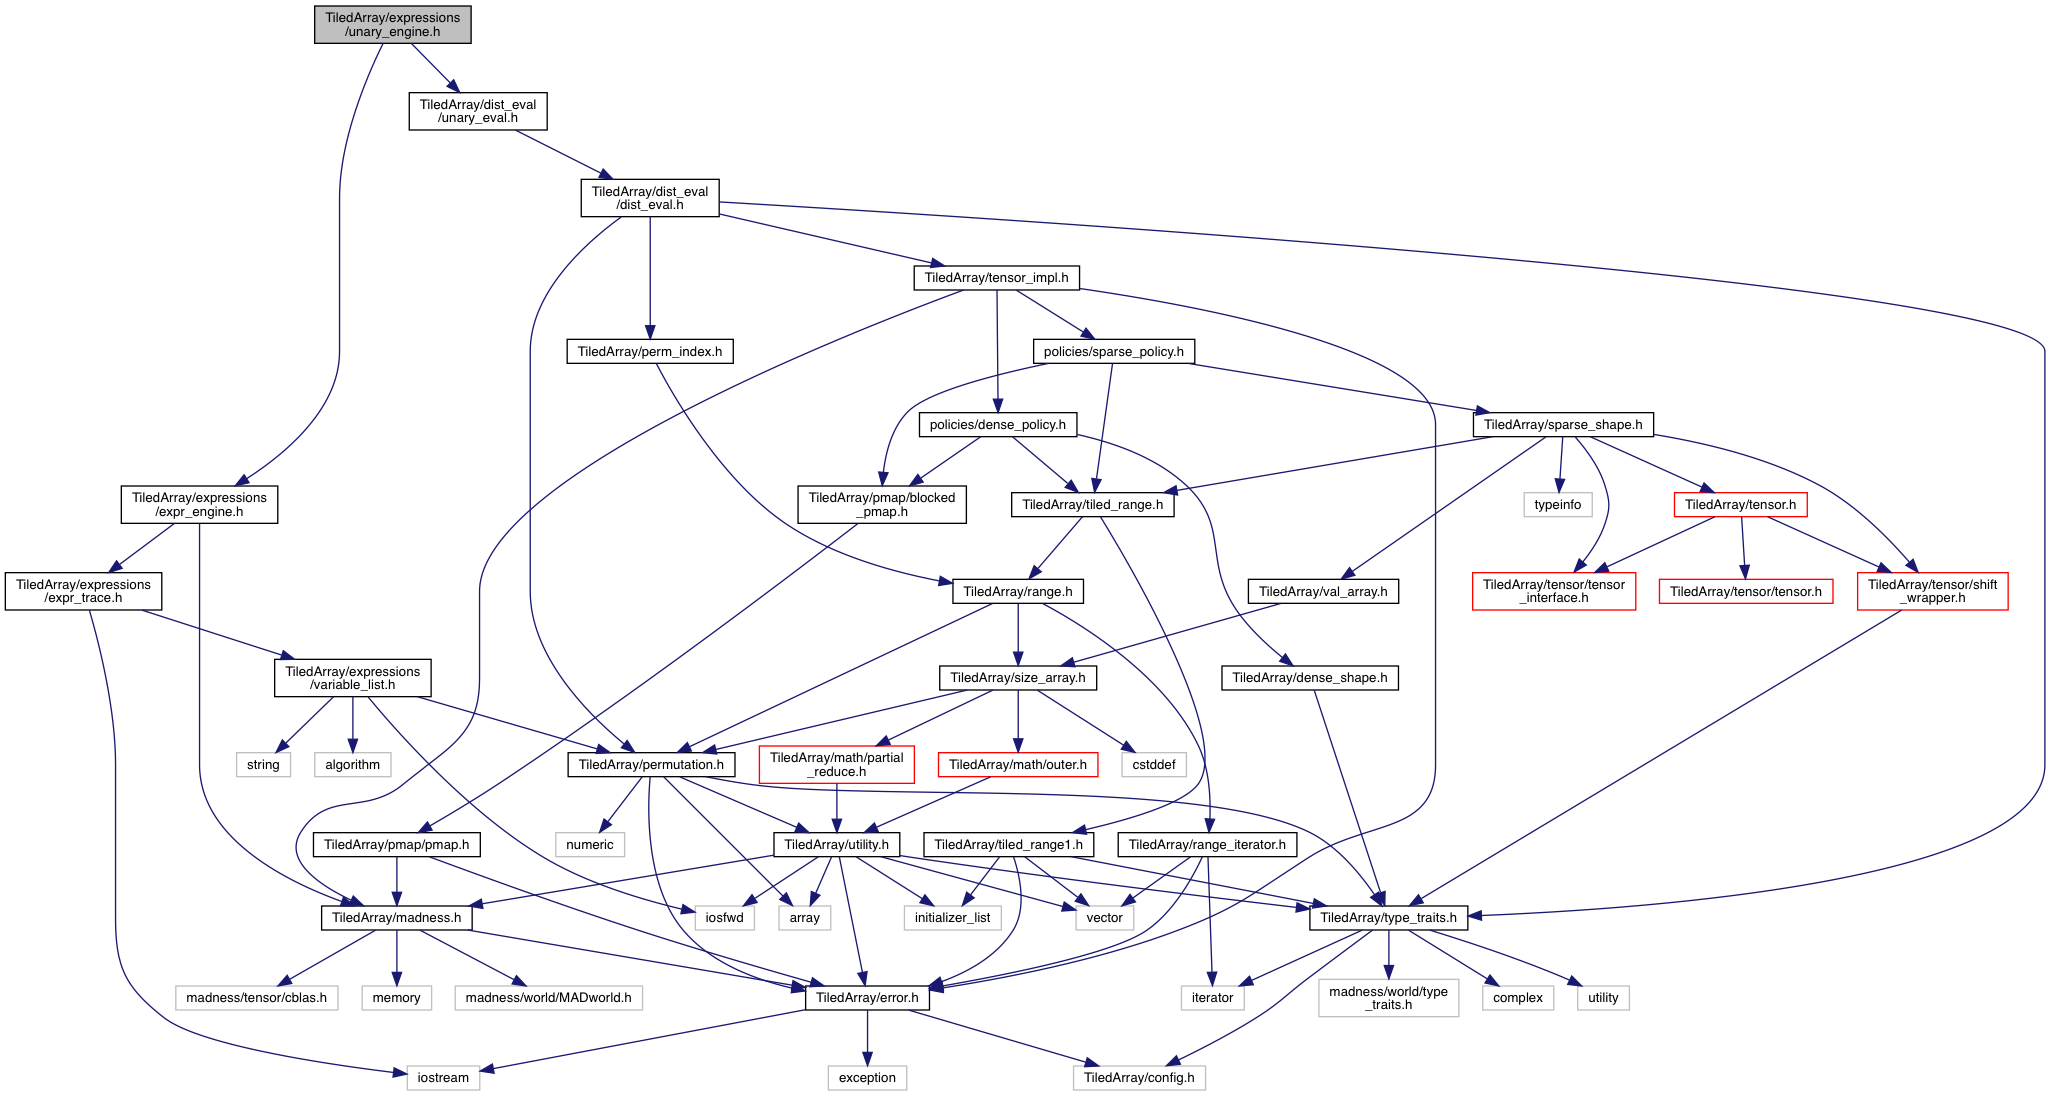 TiledArray/expressions
/unary_engine.h
TiledArray/dist_eval
/unary_eval.h
TiledArray/dist_eval
/dist_eval.h
TiledArray/tensor_impl.h
TiledArray/perm_index.h
policies/sparse_policy.h
policies/dense_policy.h
TiledArray/sparse_shape.h
TiledArray/expressions
/expr_engine.h
TiledArray/pmap/blocked
_pmap.h
TiledArray/tiled_range.h
typeinfo
TiledArray/tensor.h
TiledArray/expressions
/expr_trace.h
TiledArray/range.h
TiledArray/val_array.h
TiledArray/tensor/tensor
_interface.h
TiledArray/tensor/tensor.h
TiledArray/tensor/shift
_wrapper.h
TiledArray/expressions
/variable_list.h
TiledArray/size_array.h
TiledArray/dense_shape.h
string
algorithm
TiledArray/permutation.h
TiledArray/math/partial
_reduce.h
TiledArray/math/outer.h
cstddef
TiledArray/pmap/pmap.h
numeric
TiledArray/utility.h
TiledArray/tiled_range1.h
TiledArray/range_iterator.h
TiledArray/madness.h
iosfwd
array
initializer_list
vector
TiledArray/type_traits.h
madness/tensor/cblas.h
memory
madness/world/MADworld.h
TiledArray/error.h
iterator
madness/world/type
_traits.h
complex
utility
iostream
exception
TiledArray/config.h